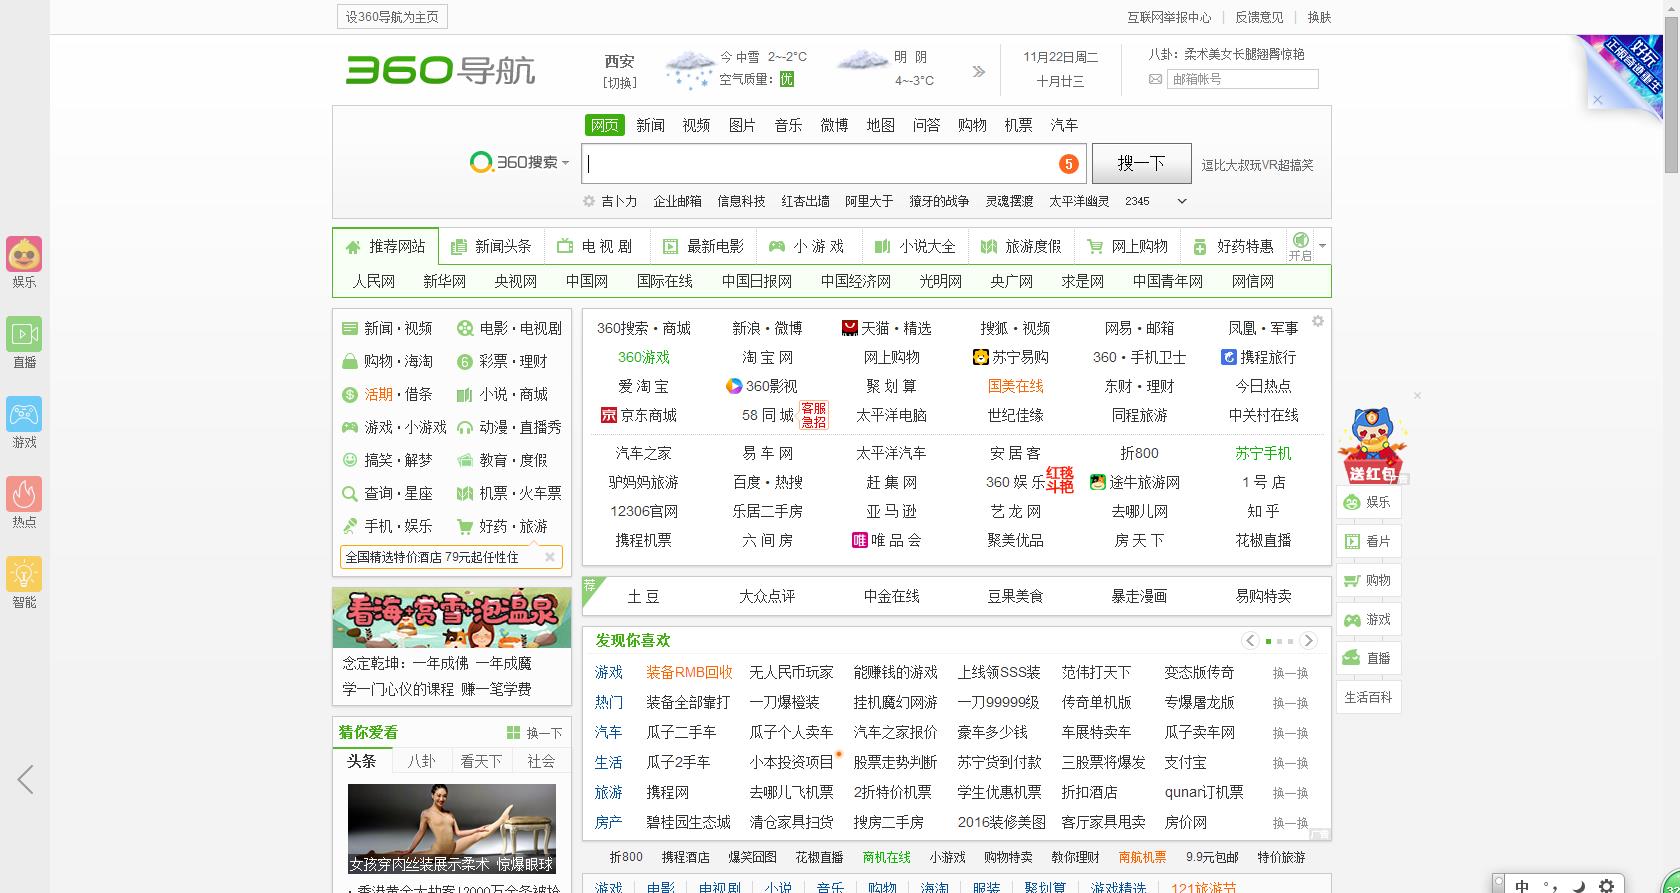 设360导航为主页
互联网举报中心 | 反馈意见 | 换肤
360导航
西安
[切换]
今 中雪 2~-2°C
空气质量: 优
明 阴
4~-3°C
11月22日周二
十月廿三
八卦: 柔术美女长腿翘臀惊艳
邮箱帐号
好玩
正版奇迹重生
网页 新闻 视频 图片 音乐 微博 地图 问答 购物 机票 汽车
360搜索
5
搜一下
逗比大叔玩VR超搞笑
吉卜力 企业邮箱 信息科技 红杏出墙 阿里大于 獠牙的战争 灵魂摆渡 太平洋幽灵 2345
推荐网站 新闻头条 电 视 剧 最新电影 小 游 戏 小说大全 旅游度假 网上购物 好药特惠 开启
人民网 新华网 央视网 中国网 国际在线 中国日报网 中国经济网 光明网 央广网 求是网 中国青年网 网信网
娱乐
直播
游戏
热点
智能
新闻·视频 电影·电视剧
购物·海淘 彩票·理财
活期·借条 小说·商城
游戏·小游戏 动漫·直播秀
搞笑·解梦 教育·度假
查询·星座 机票·火车票
手机·娱乐 好药·旅游
全国精选特价酒店 79元起任性住
看海+赏雪+泡温泉
念定乾坤: 一年成佛 一年成魔
学一门心仪的课程 赚一笔学费
猜你爱看 换一下
头条 八卦 看天下 社会
女孩穿肉丝装展示柔术 惊爆眼球
360搜索·商城 新浪·微博 天猫·精选 搜狐·视频 网易·邮箱 凤凰·军事
360游戏 淘 宝 网 网上购物 苏宁易购 360·手机卫士 携程旅行
爱 淘 宝 360影视 聚 划 算 国美在线 东财·理财 今日热点
京东商城 58 同 城 客服急招 太平洋电脑 世纪佳缘 同程旅游 中关村在线
汽车之家 易 车 网 太平洋汽车 安 居 客 折800 苏宁手机
驴妈妈旅游 百度·热搜 赶 集 网 360 娱 乐 红毯斗艳 途牛旅游网 1 号 店
12306官网 乐居二手房 亚 马 逊 艺 龙 网 去哪儿网 知 乎
携程机票 六 间 房 唯 唯 品 会 聚美优品 房 天 下 花椒直播
荐 土 豆 大众点评 中金在线 豆果美食 暴走漫画 易购特卖
发现你喜欢
游戏 装备RMB回收 无人民币玩家 能赚钱的游戏 上线领SSS装 范伟打天下 变态版传奇 换一换
热门 装备全部靠打 一刀爆橙装 挂机魔幻网游 一刀99999级 传奇单机版 专爆屠龙版 换一换
汽车 瓜子二手车 瓜子个人卖车 汽车之家报价 豪车多少钱 车展特卖车 瓜子卖车网 换一换
生活 瓜子2手车 小本投资项目 股票走势判断 苏宁货到付款 三股票将爆发 支付宝 换一换
旅游 携程网 去哪儿飞机票 2折特价机票 学生优惠机票 折扣酒店 qunar订机票 换一换
房产 碧桂园生态城 清仓家具扫货 搜房二手房 2016装修美图 客厅家具甩卖 房价网 换一换
广告
折800 携程酒店 爆笑囧图 花椒直播 商机在线 小游戏 购物特卖 教你理财 南航机票 9.9元包邮 特价旅游
游戏 电影 电视剧 小说 音乐 购物 海淘 服装 聚划算 游戏精选 121旅游节
送红包
娱乐
看片
购物
游戏
直播
生活百科
中